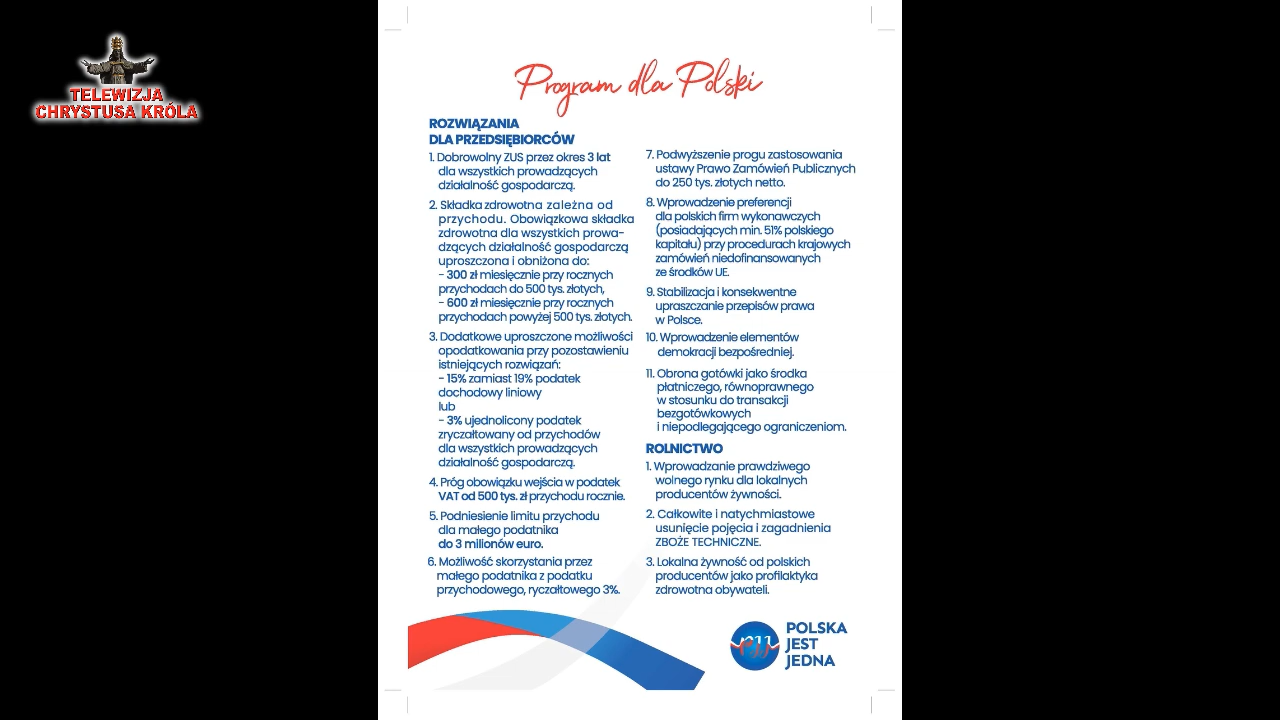 TELEWIZJA
CHRYSTUSA KRÓLA
Program dla Polski
ROZWIĄZANIA
DLA PRZEDSIĘBIORCÓW
1. Dobrowolny ZUS przez okres 3 lat
dla wszystkich prowadzących
działalność gospodarczą.
2. Składka zdrowotna zależna od
przychodu. Obowiązkowa składka
zdrowotna dla wszystkich prowa-
dzących działalność gospodarczą
uproszczona i obniżona do:
- 300 zł miesięcznie przy rocznych
przychodach do 500 tys. złotych,
- 600 zł miesięcznie przy rocznych
przychodach powyżej 500 tys. złotych.
3. Dodatkowe uproszczone możliwości
opodatkowania przy pozostawieniu
istniejących rozwiązań:
- 15% zamiast 19% podatek
dochodowy liniowy
lub
- 3% ujednolicony podatek
zryczałtowany od przychodów
dla wszystkich prowadzących
działalność gospodarczą.
4. Próg obowiązku wejścia w podatek
VAT od 500 tys. zł przychodu rocznie.
5. Podniesienie limitu przychodu
dla małego podatnika
do 3 milionów euro.
6. Możliwość skorzystania przez
małego podatnika z podatku
przychodowego, ryczałtowego 3%.
7. Podwyższenie progu zastosowania
ustawy Prawo Zamówień Publicznych
do 250 tys. złotych netto.
8. Wprowadzenie preferencji
dla polskich firm wykonawczych
(posiadających min. 51% polskiego
kapitału) przy procedurach krajowych
zamówień niedofinansowanych
ze środków UE.
9. Stabilizacja i konsekwentne
upraszczanie przepisów prawa
w Polsce.
10. Wprowadzenie elementów
demokracji bezpośredniej.
11. Obrona gotówki jako środka
płatniczego, równoprawnego
w stosunku do transakcji
bezgotówkowych
i niepodlegającego ograniczeniom.
ROLNICTWO
1. Wprowadzanie prawdziwego
wolnego rynku dla lokalnych
producentów żywności.
2. Całkowite i natychmiastowe
usunięcie pojęcia i zagadnienia
ZBOŻE TECHNICZNE.
3. Lokalna żywność od polskich
producentów jako profilaktyka
zdrowotna obywateli.
pjj
POLSKA
JEST
JEDNA